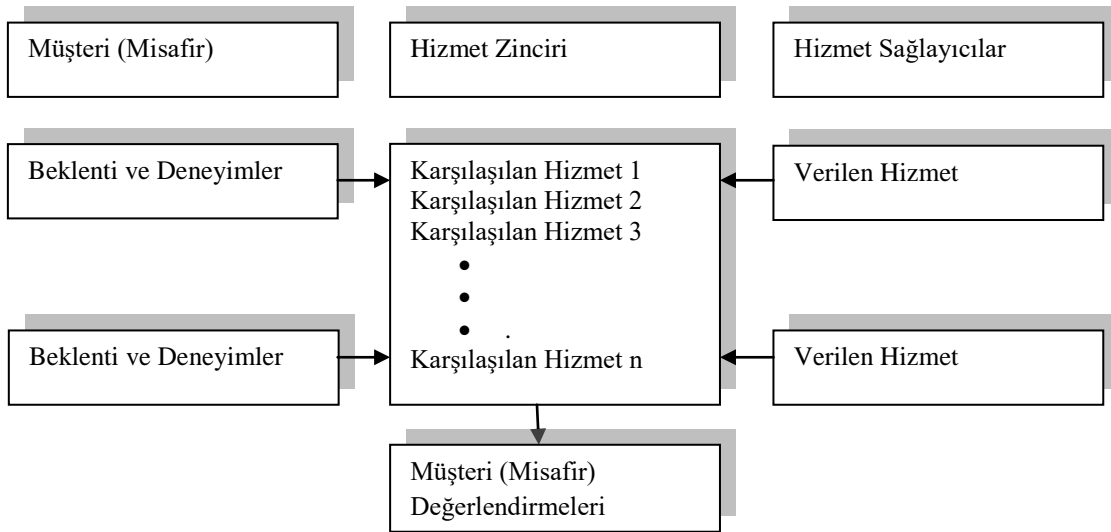 Müşteri (Misafir)
Hizmet Zinciri
Hizmet Sağlayıcılar
Beklenti ve Deneyimler
Karşılaşılan Hizmet 1
Karşılaşılan Hizmet 2
Karşılaşılan Hizmet 3
•
•
• .
Karşılaşılan Hizmet n
Verilen Hizmet
Beklenti ve Deneyimler
Verilen Hizmet
Müşteri (Misafir)
Değerlendirmeleri